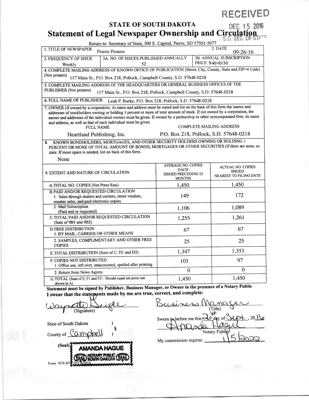 RECEIVED
DEC 15 2016
S.D. SEC. OF STATE
STATE OF SOUTH DAKOTA
Statement of Legal Newspaper Ownership and Circulation
Return to: Secretary of State, 500 E. Capitol, Pierre, SD 57501-5077
1. TITLE OF NEWSPAPER
Prairie Pioneer
2. DATE
09-26-16
3. FREQUENCY OF ISSUE
Weekly
3A. NO. OF ISSUES PUBLISHED ANNUALLY
52
3B. ANNUAL SUBSCRIPTION
PRICE
4. COMPLETE MAILING ADDRESS OF KNOWN OFFICE OF PUBLICATION (Street, City, County, State and ZIP+4 Code)
(Not printers)
117 Main St., P.O. Box 218, Pollock, Campbell County, S.D. 57648-0218
5. COMPLETE MAILING ADDRESS OF THE HEADQUARTERS OR GENERAL BUSINESS OFFICES OF THE
PUBLISHER (Not printer)
117 Main St., P.O. Box 218, Pollock, Campbell County, S.D. 57648-0218
6. FULL NAME OF PUBLISHER:
Leah P. Burke, P.O. Box 218, Pollock, S.D. 57648-0218
7. OWNER (If owned by a corporation, its name and address must be stated and list on the back of this form the names and
addresses of stockholders owning or holding 1 percent or more of total amount of stock. If not owned by a corporation, the
names and addresses of the individual owners must be given. If owned by a partnership or other unincorporated firm, its name
and address, as well as that of each individual must be given.
FULL NAME
COMPLETE MAILING ADDRESS
Heartland Publishing, Inc.
P.O. Box 218, Pollock, S.D. 57648-0218
8. KNOWN BONDHOLDERS, MORTGAGEES, AND OTHER SECURITY HOLDERS OWNING OR HOLDING 1
PERCENT OR MORE OF TOTAL AMOUNT OF BONDS, MORTGAGES OR OTHER SECURITIES (If there are none, so
state. If more space is needed, list on back of this form.
None
9. EXTENT AND NATURE OF CIRCULATION
AVERAGE NO. COPIES
EACH
ISSUED PRECEDING 12
MONTHS
ACTUAL NO. COPIES
ISSUED
NEAREST TO FILING DATE
A. TOTAL NO. COPIES (Net Press Run)
1,450
1,450
B. PAID AND/OR REQUESTED CIRCULATION
1. Sales through dealers and carriers, street vendors,
counter sales, and paid electronic copies
149
172
2. Mail Subscription
(Paid and or requested)
1,106
1,089
C. TOTAL PAID AND/OR REQUESTED CIRCULATION
(Sum of 9B1 and 9B2)
1,255
1,261
D. FREE DISTRIBUTION
1. BY MAIL, CARRIER OR OTHER MEANS
67
67
2. SAMPLES, COMPLIMENTARY AND OTHER FREE
COPIES
25
25
E. TOTAL DISTRIBUTION (Sum of C, D1 and D2)
1,347
1,353
F. COPIES NOT DISTRIBUTED
1. Office use, left over, unaccounted, spoiled after printing
103
97
2. Return from News Agents
0
0
G. TOTAL (Sum of E, F1 and F2 - Should equal net press run
shown in A)
1,450
1,450
Statement must be signed by Publisher, Business Manager, or Owner in the presence of a Notary Public
I swear that the statements made by me are true, correct, and complete:
Business Manager
(Signature)
(Title)
State of South Dakota
County of Campbell
Sworn to before me this day of Sept, 2016
Amanda Hague
Notary Public
(Seal)
AMANDA HAGUE
NOTARY PUBLIC
SOUTH DAKOTA
My commission expires: